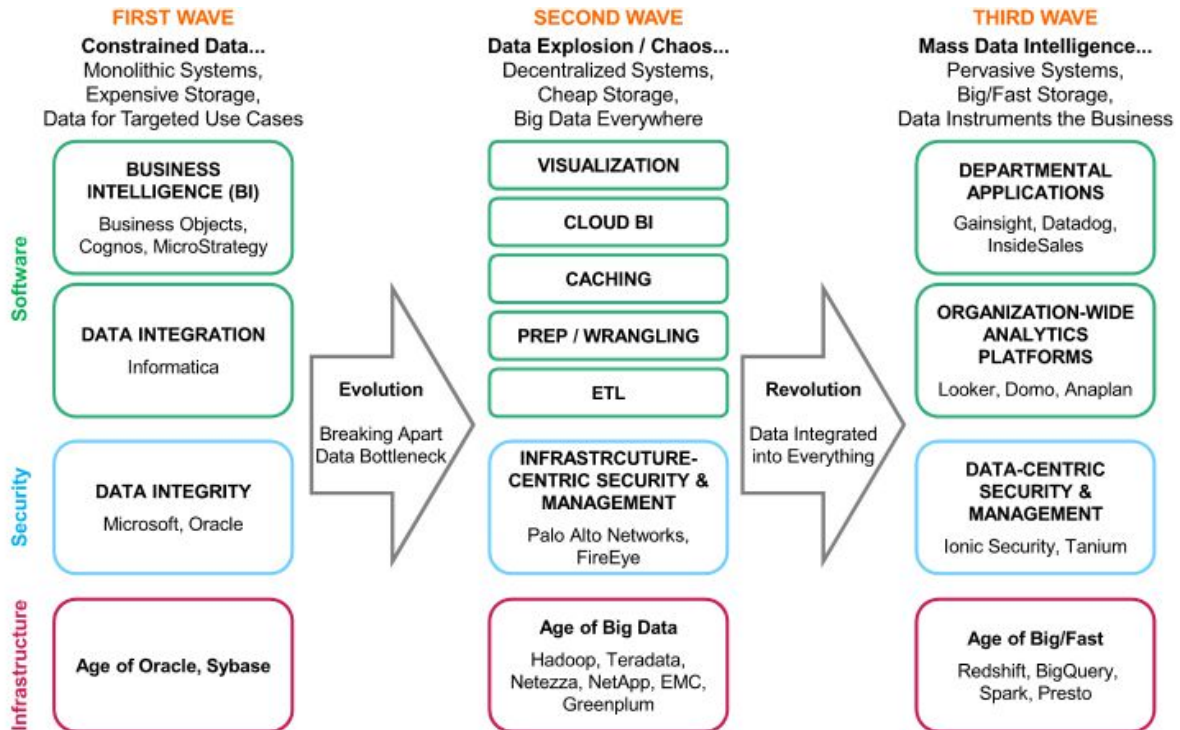 FIRST WAVE
Constrained Data...
Monolithic Systems,
Expensive Storage,
Data for Targeted Use Cases
SECOND WAVE
Data Explosion / Chaos...
Decentralized Systems,
Cheap Storage,
Big Data Everywhere
THIRD WAVE
Mass Data Intelligence...
Pervasive Systems,
Big/Fast Storage,
Data Instruments the Business
Software
BUSINESS
INTELLIGENCE (BI)
Business Objects,
Cognos, MicroStrategy
DATA INTEGRATION
Informatica
VISUALIZATION
CLOUD BI
CACHING
PREP / WRANGLING
ETL
DEPARTMENTAL
APPLICATIONS
Gainsight, Datadog,
InsideSales
ORGANIZATION-WIDE
ANALYTICS
PLATFORMS
Looker, Domo, Anaplan
Evolution
Breaking Apart
Data Bottleneck
Revolution
Data Integrated
into Everything
Security
DATA INTEGRITY
Microsoft, Oracle
INFRASTRCUTURE-
CENTRIC SECURITY &
MANAGEMENT
Palo Alto Networks,
FireEye
DATA-CENTRIC
SECURITY &
MANAGEMENT
Ionic Security, Tanium
Infrastructure
Age of Oracle, Sybase
Age of Big Data
Hadoop, Teradata,
Netezza, NetApp, EMC,
Greenplum
Age of Big/Fast
Redshift, BigQuery,
Spark, Presto